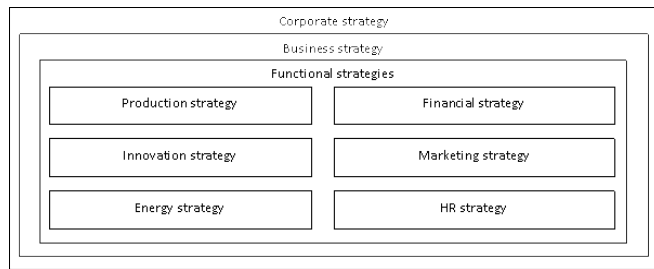 Corporate strategy
Business strategy
Functional strategies
Production strategy
Financial strategy
Innovation strategy
Marketing strategy
Energy strategy
HR strategy